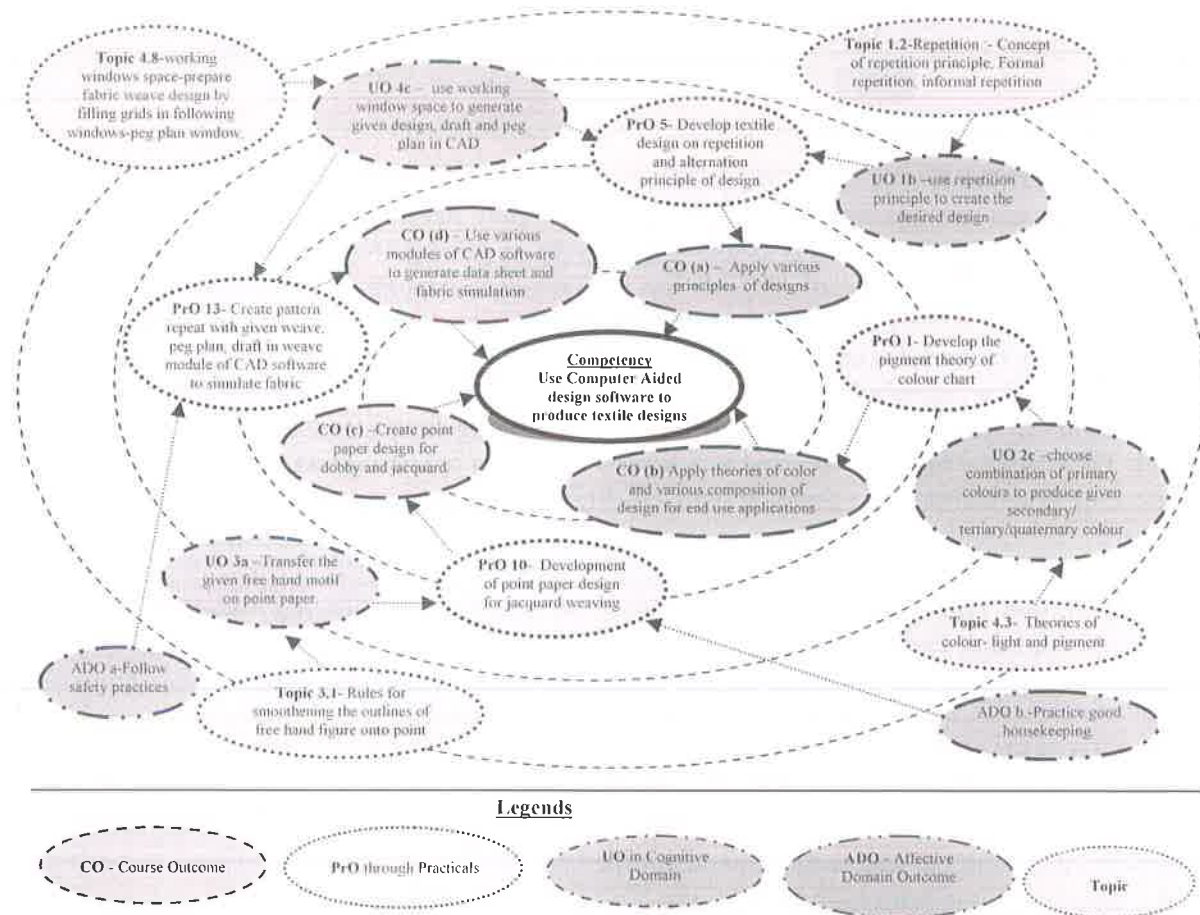 Topic 4.8-working
windows space-prepare
fabric weave design by
filling grids in following
windows-peg plan window.
UO 4c – use working
window space to generate
given design, draft and peg
plan in CAD
PrO 5- Develop textile
design on repetition
and alternation
principle of design
Topic 1.2-Repetition - Concept
of repetition principle, Formal
repetition, informal repetition
UO 1b –use repetition
principle to create the
desired design
CO (d) – Use various
modules of CAD software
to generate data sheet and
fabric simulation
CO (a) – Apply various
principles of designs
PrO 13- Create pattern
repeat with given weave,
peg plan, draft in weave
module of CAD software
to simulate fabric
Competency
Use Computer Aided
design software to
produce textile designs
PrO 1- Develop the
pigment theory of
colour chart
CO (c) –Create point
paper design for
dobby and jacquard.
CO (b) Apply theories of color
and various composition of
design for end use applications
UO 2c –choose
combination of primary
colours to produce given
secondary/
tertiary/quaternary colour
UO 3a –Transfer the
given free hand motif
on point paper.
PrO 10- Development
of point paper design
for jacquard weaving
Topic 4.3- Theories
of colour- light and pigment
ADO a-Follow
safety practices
Topic 3.1- Rules for
smoothening the outlines of
free hand figure onto point
ADO b -Practice good
housekeeping
Legends
CO - Course Outcome
PrO through Practicals
UO in Cognitive
Domain
ADO - Affective
Domain Outcome
Topic